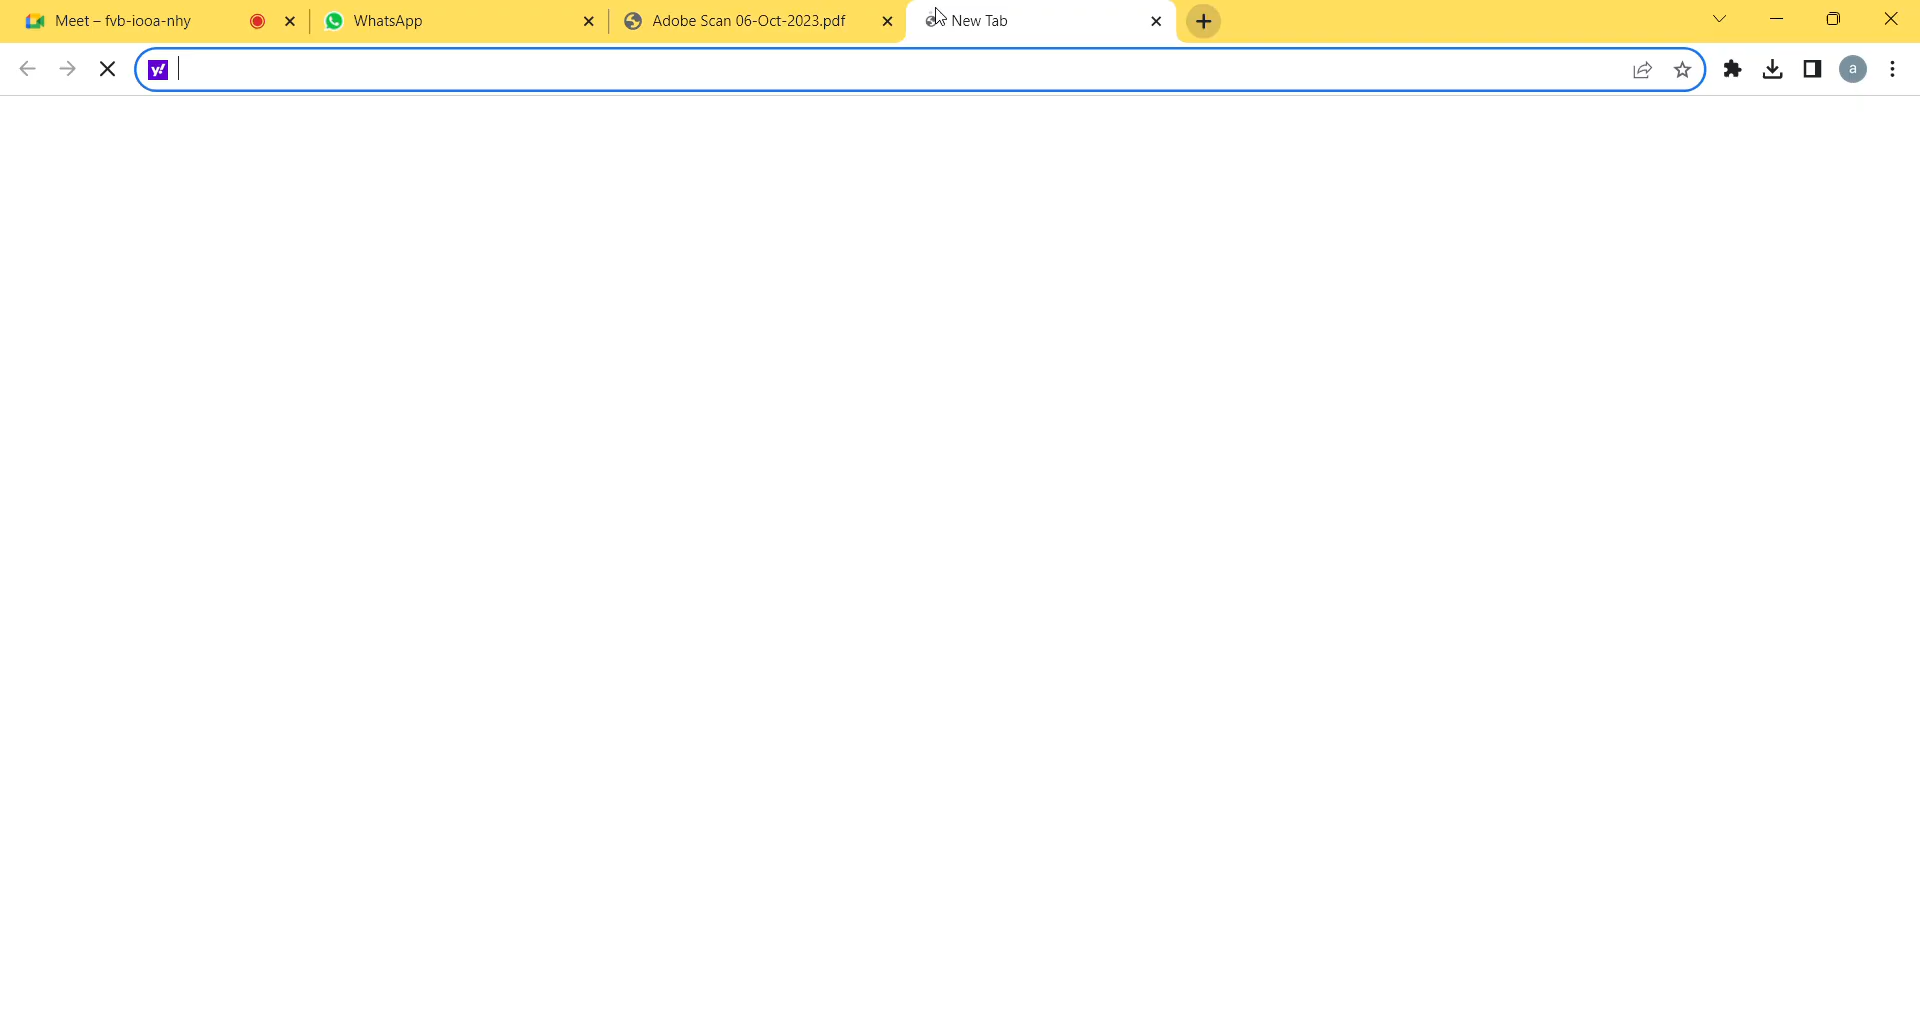 Meet – fvb-iooa-nhy WhatsApp Adobe Scan 06-Oct-2023.pdf New Tab
y! a